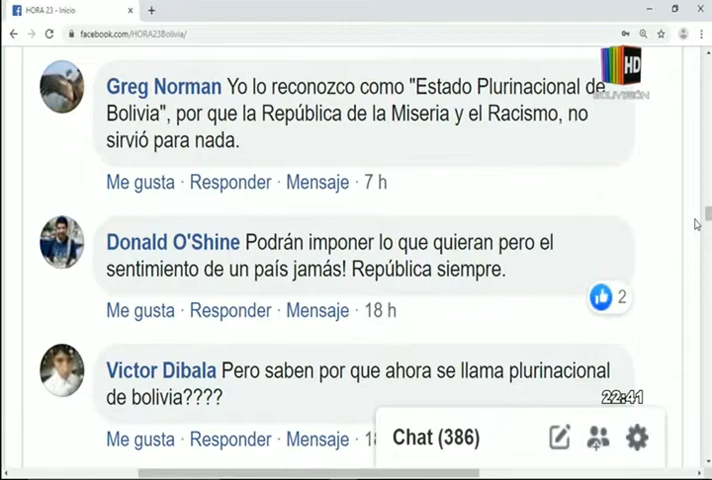 HORA 23 - Inicio
facebook.com/HORA23Bolivia/
HD
BOLIVISIÓN
Greg Norman Yo lo reconozco como "Estado Plurinacional de
Bolivia", por que la República de la Miseria y el Racismo, no
sirvió para nada.
Me gusta · Responder · Mensaje · 7 h
Donald O'Shine Podrán imponer lo que quieran pero el
sentimiento de un país jamás! República siempre.
2
Me gusta · Responder · Mensaje · 18 h
Victor Dibala Pero saben por que ahora se llama plurinacional
de bolivia????
22:41
Me gusta · Responder · Mensaje ·
Chat (386)